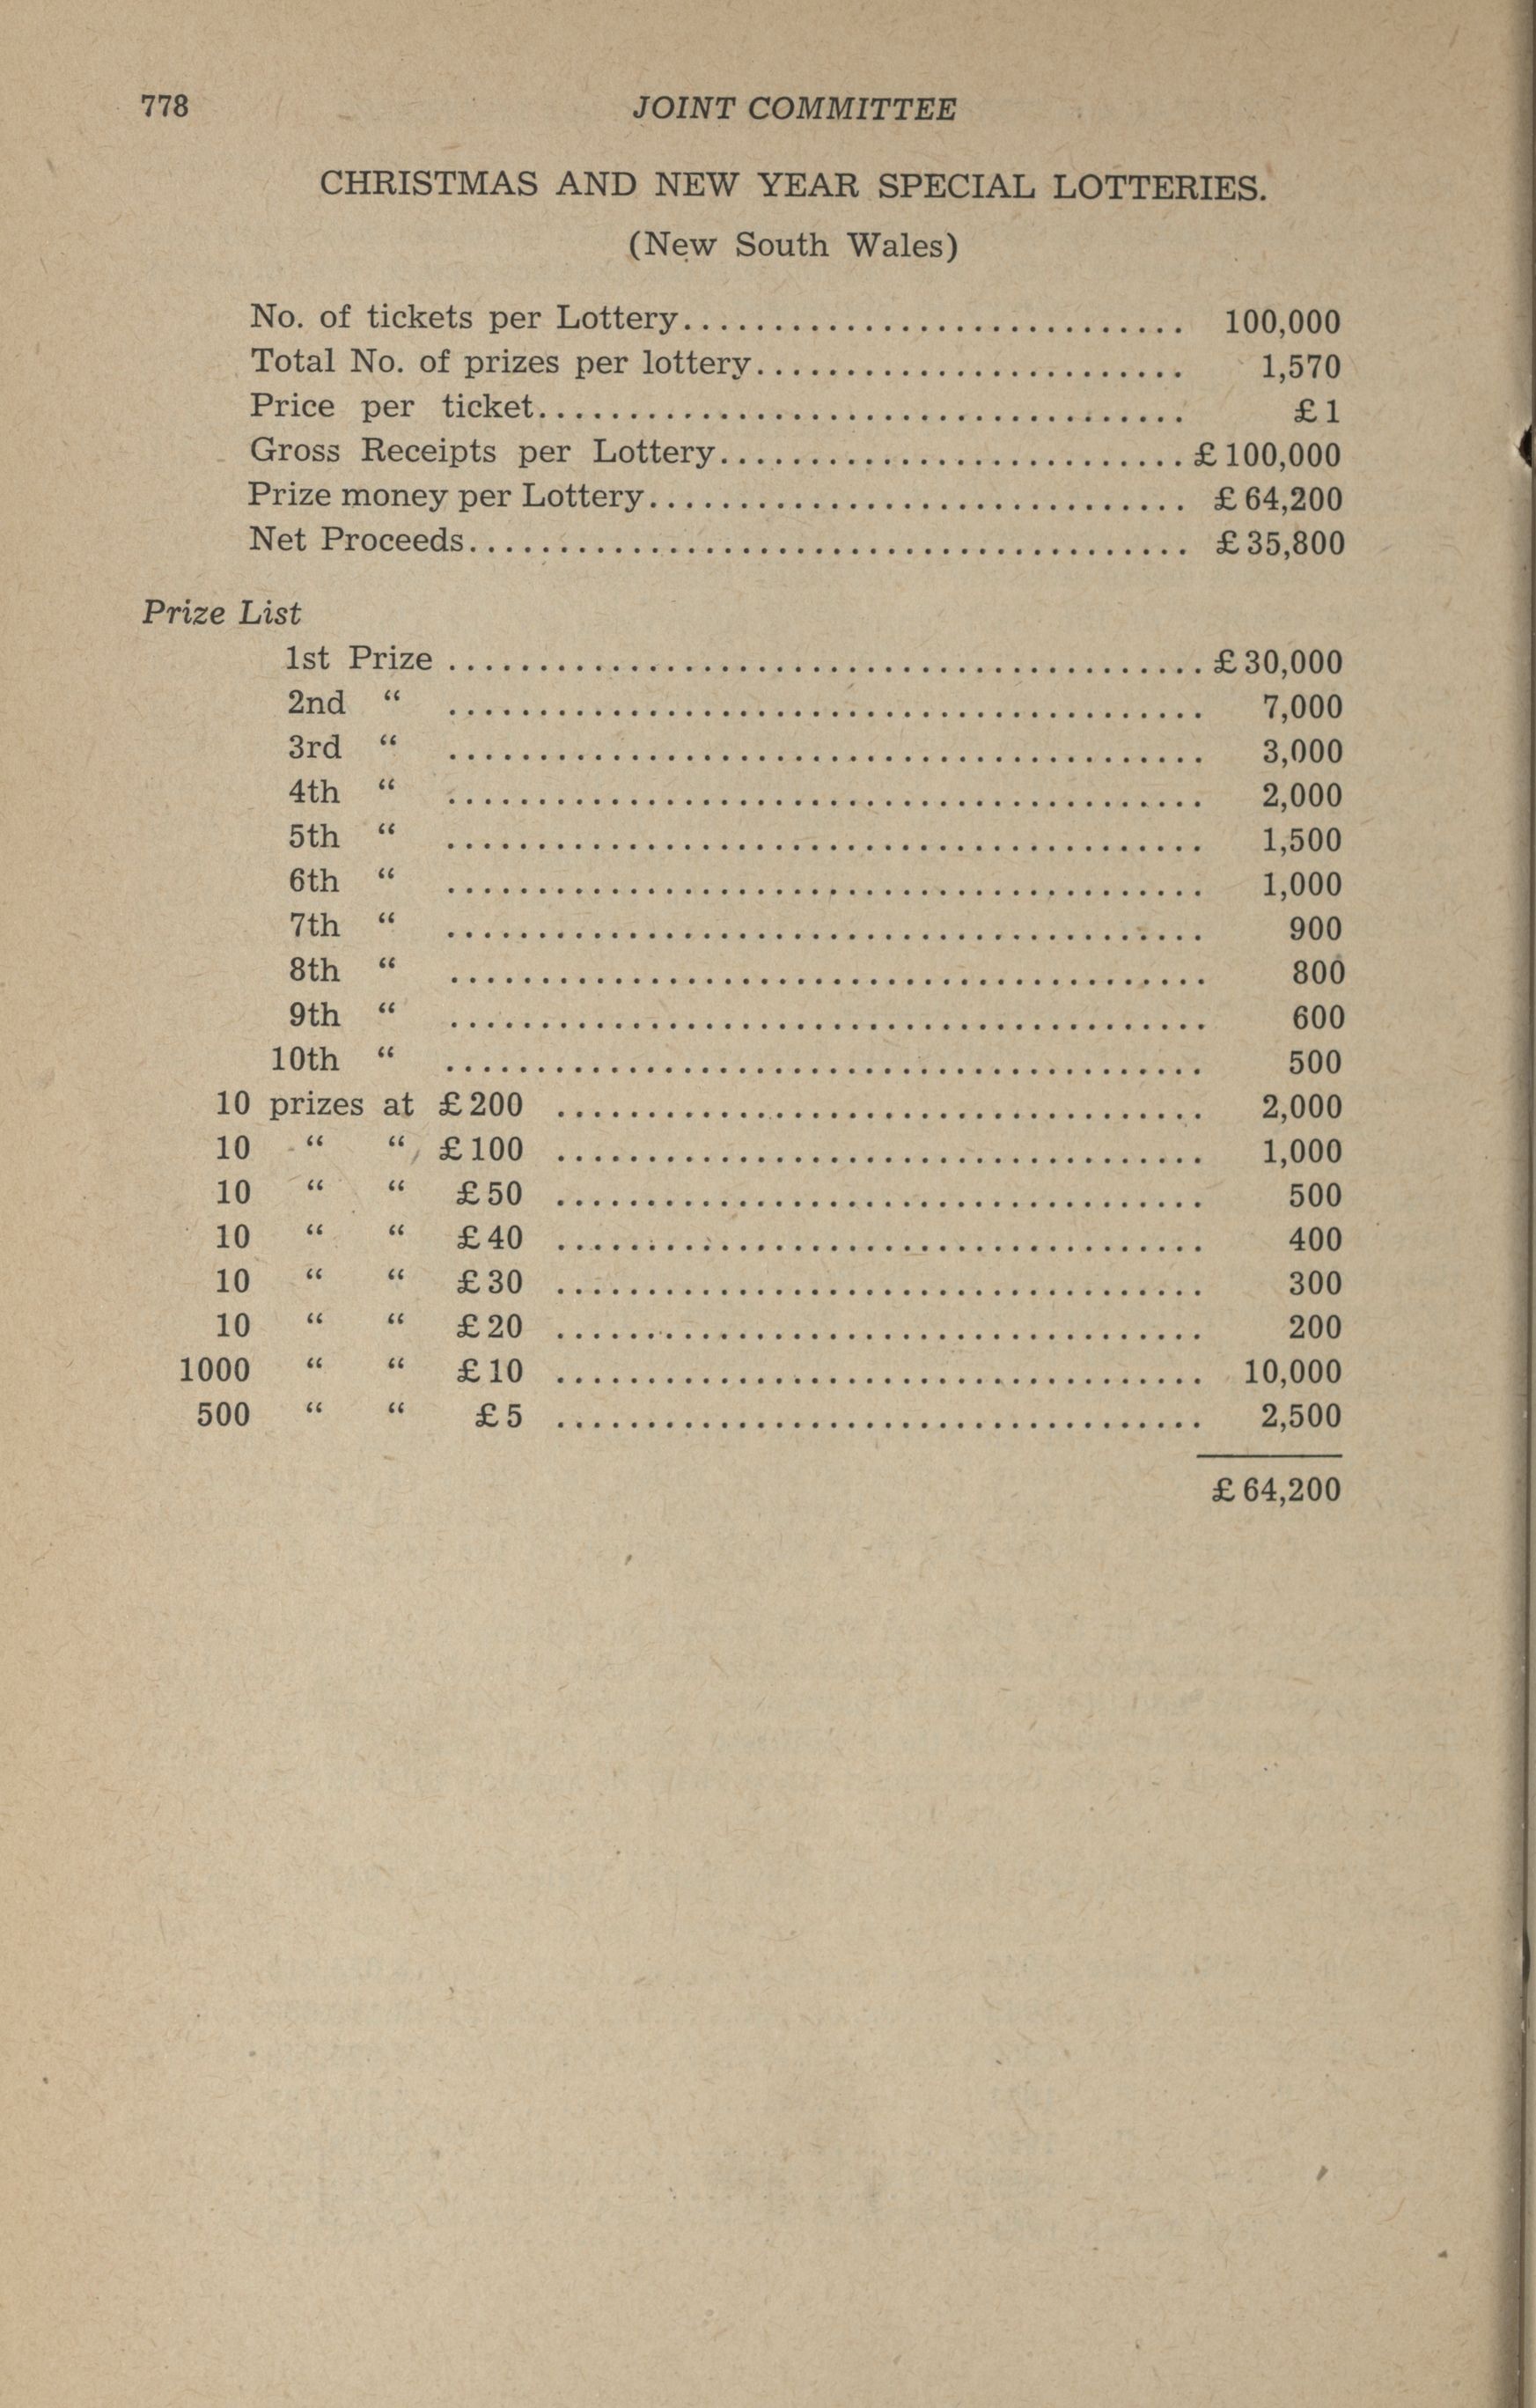 778 JOINT COMMITTEE
CHRISTMAS AND NEW YEAR SPECIAL LOTTERIES.
(New South Wales)
No. of tickets per Lottery............................ 100,000
Total No. of prizes per lottery........................ 1,570
Price per ticket.................................... £1
Gross Receipts per Lottery.......................... £100,000
Prize money per Lottery.............................. £64,200
Net Proceeds........................................ £35,800
Prize List
1st Prize .......................................... £30,000
2nd “ .......................................... 7,000
3rd “ .......................................... 3,000
4th “ .......................................... 2,000
5th “ .......................................... 1,500
6th “ .......................................... 1,000
7th “ .......................................... 900
8th “ .......................................... 800
9th “ .......................................... 600
10th “ .......................................... 500
10 prizes at £200 .................................... 2,000
10 “ “ £100 .................................... 1,000
10 “ “ £50 .................................... 500
10 “ “ £40 .................................... 400
10 “ “ £30 .................................... 300
10 “ “ £20 .................................... 200
1000 “ “ £10 .................................... 10,000
500 “ “ £5 .................................... 2,500
£64,200